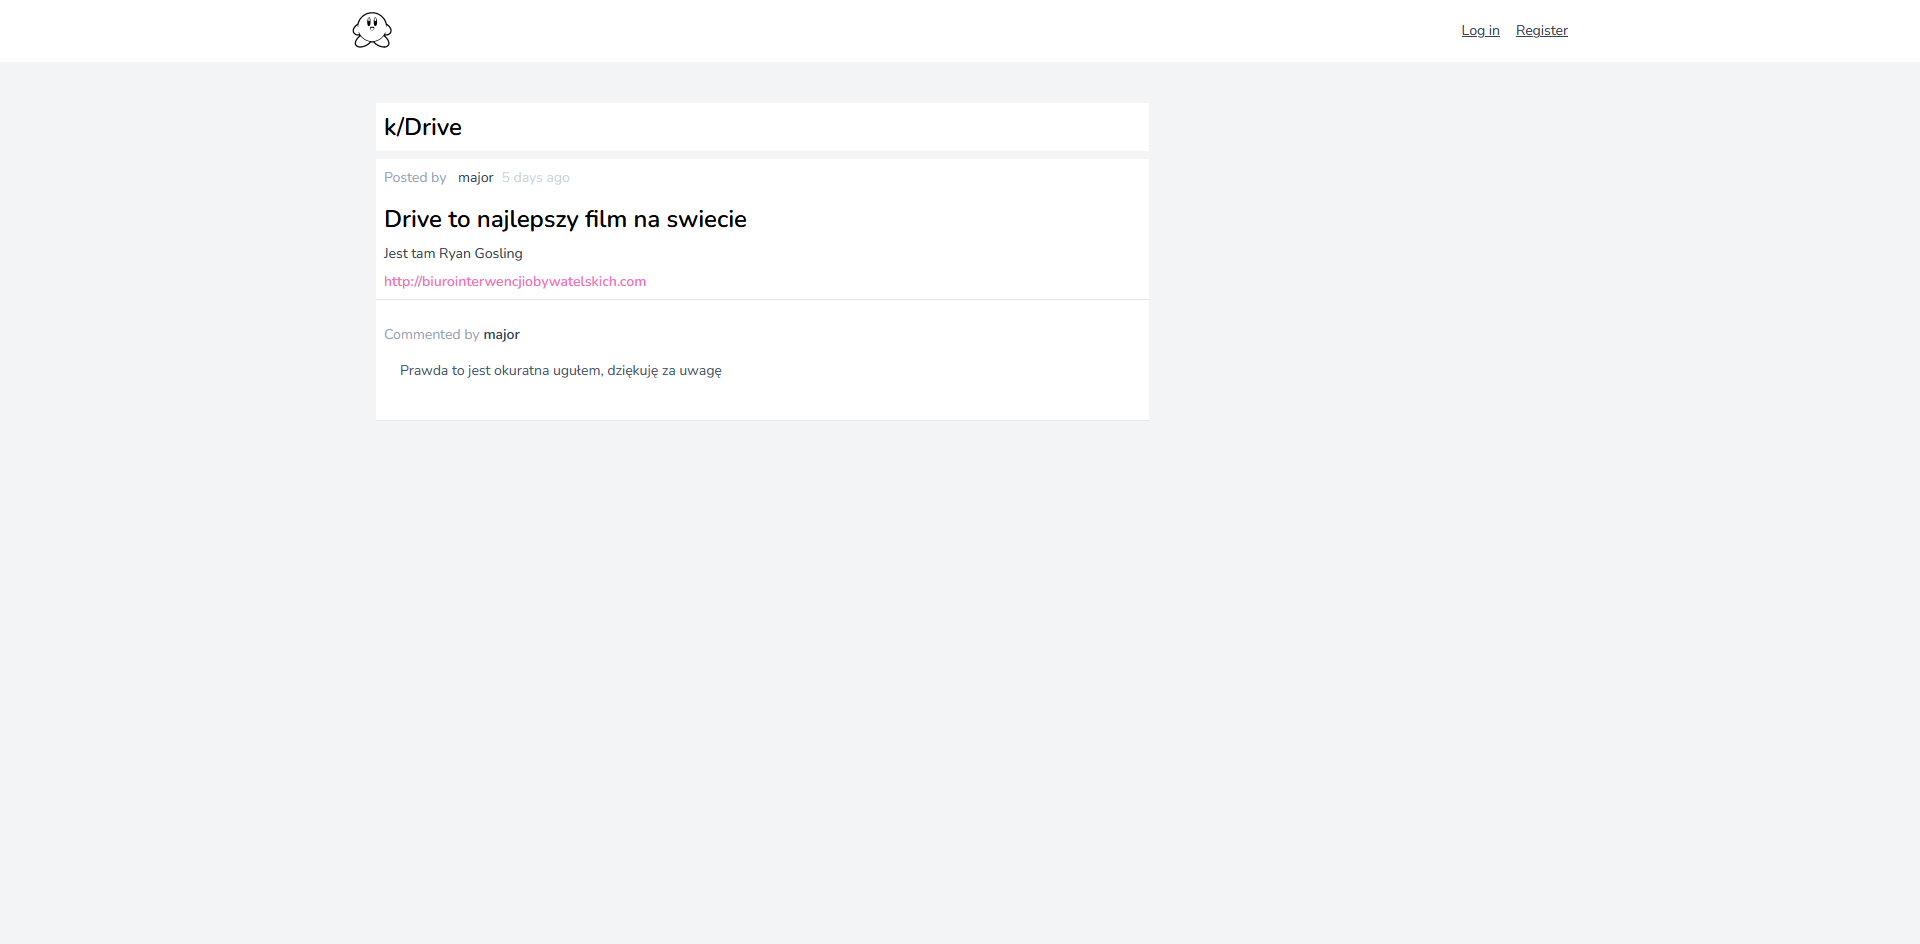 Log in Register
k/Drive
Posted by major 5 days ago
Drive to najlepszy film na swiecie
Jest tam Ryan Gosling
http://biurointerwencjiobywatelskich.com
Commented by major
Prawda to jest okuratna ugułem, dziękuję za uwagę